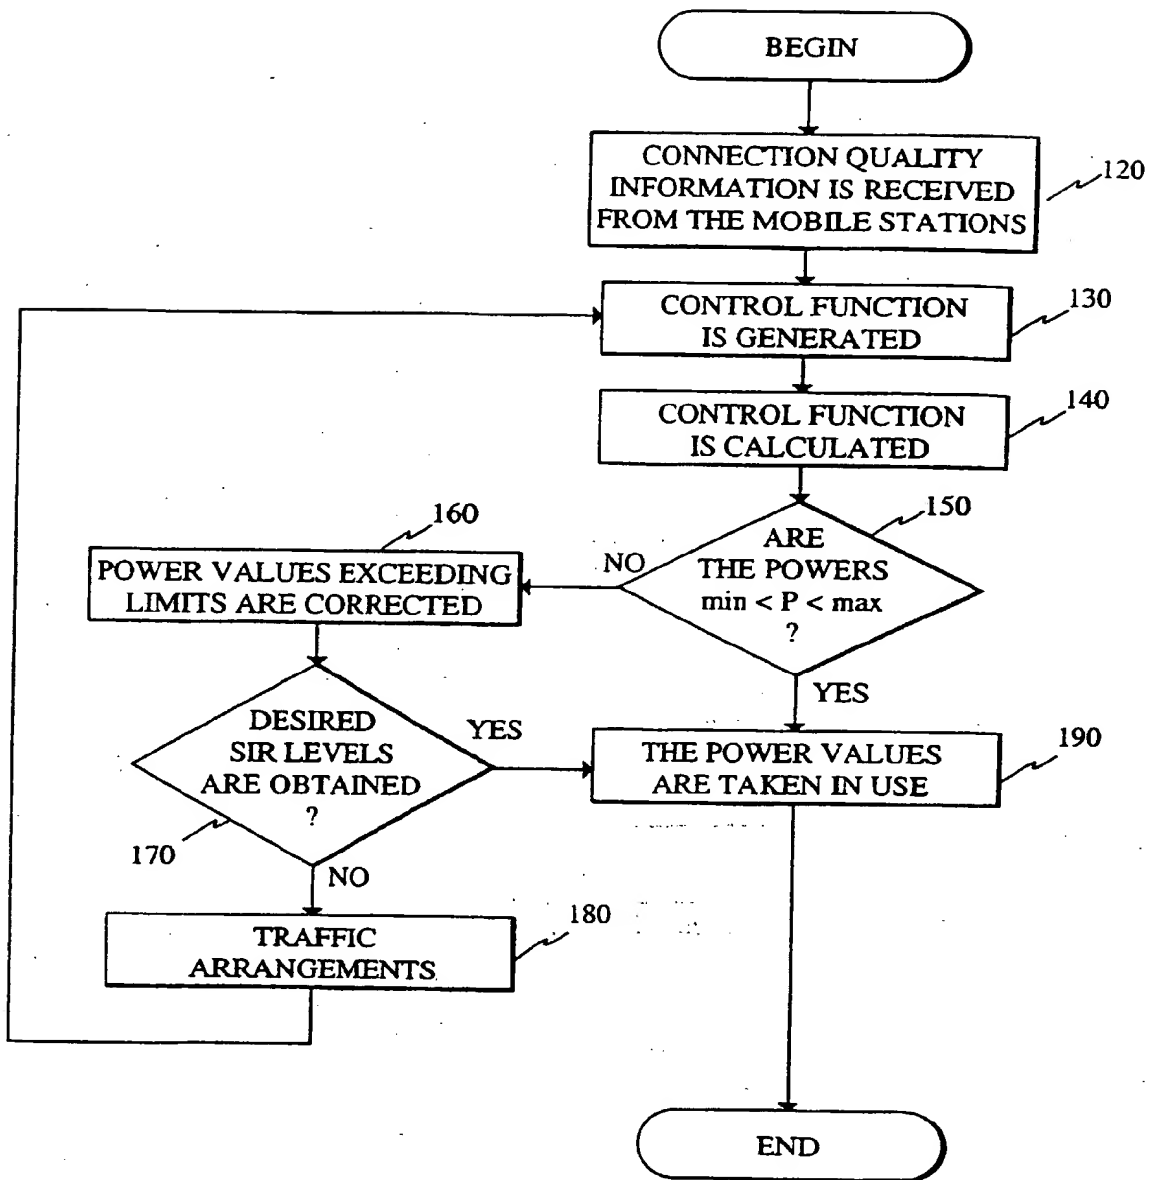 BEGIN
CONNECTION QUALITY
INFORMATION IS RECEIVED
FROM THE MOBILE STATIONS
120
CONTROL FUNCTION
IS GENERATED
130
CONTROL FUNCTION
IS CALCULATED
140
150
ARE
THE POWERS
min < P < max
?
NO
YES
160
POWER VALUES EXCEEDING
LIMITS ARE CORRECTED
DESIRED
SIR LEVELS
ARE OBTAINED
?
YES
170
NO
THE POWER VALUES
ARE TAKEN IN USE
190
TRAFFIC
ARRANGEMENTS
180
END